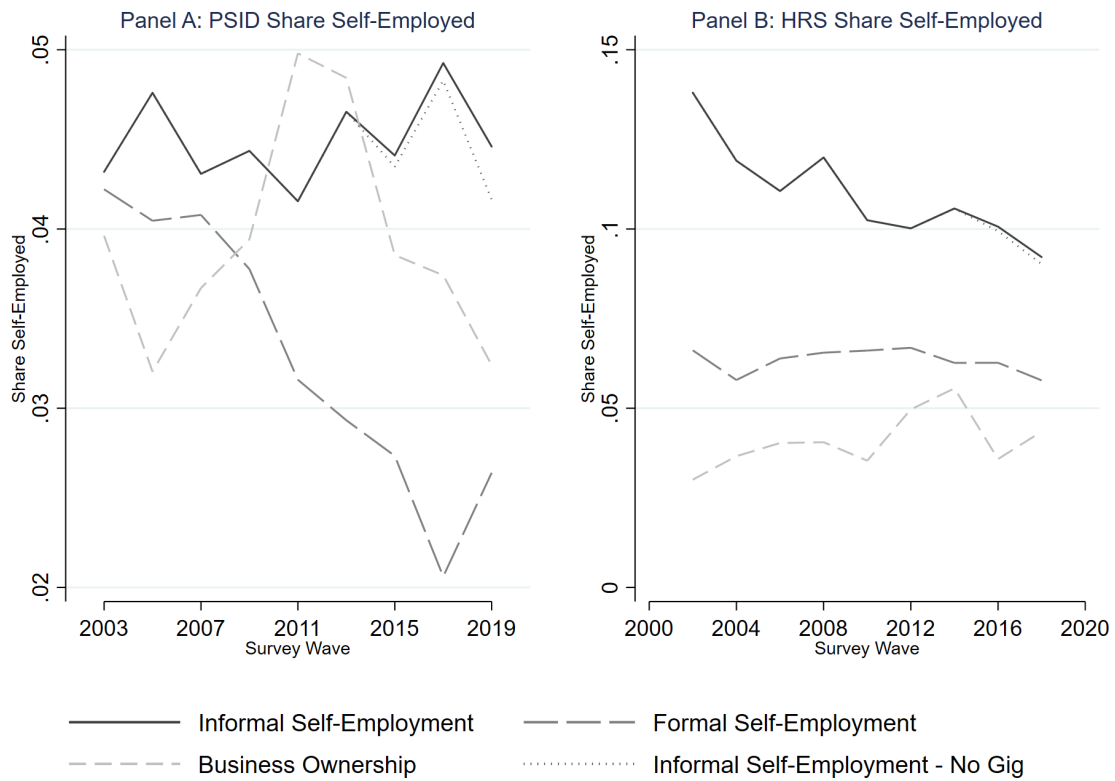 Panel A: PSID Share Self-Employed
Share Self-Employed
.05
.04
.03
.02
2003 2007 2011 2015 2019
Survey Wave
Panel B: HRS Share Self-Employed
Share Self-Employed
.15
.1
.05
0
2000 2004 2008 2012 2016 2020
Survey Wave
Informal Self-Employment
Formal Self-Employment
Business Ownership
Informal Self-Employment - No Gig